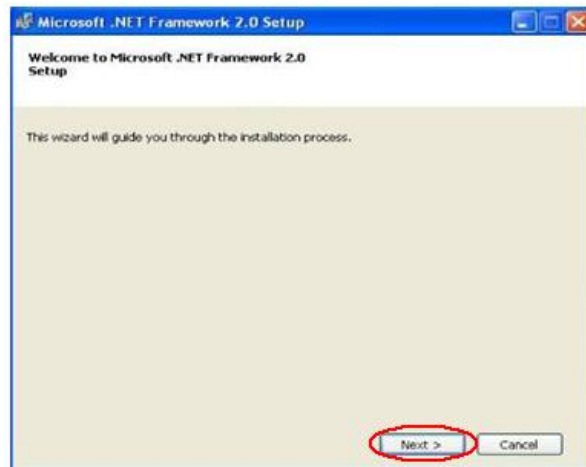 Microsoft .NET Framework 2.0 Setup
Welcome to Microsoft .NET Framework 2.0
Setup
This wizard will guide you through the installation process.
Next >
Cancel